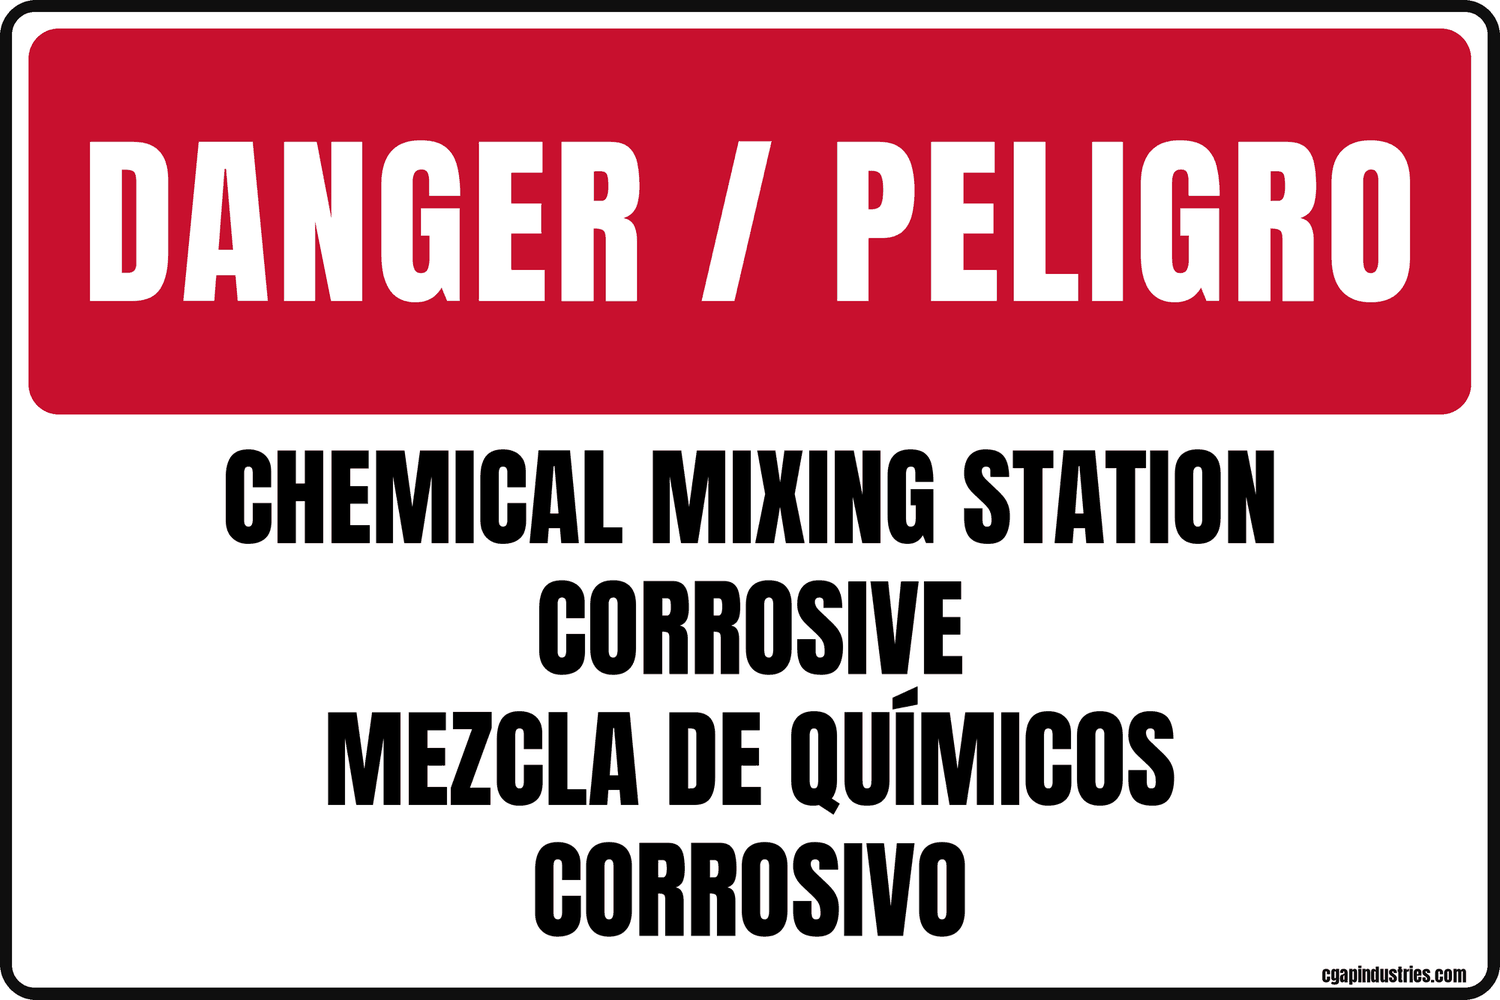 DANGER / PELIGRO
CHEMICAL MIXING STATION
CORROSIVE
MEZCLA DE QUÍMICOS
CORROSIVO
cgapindustries.com